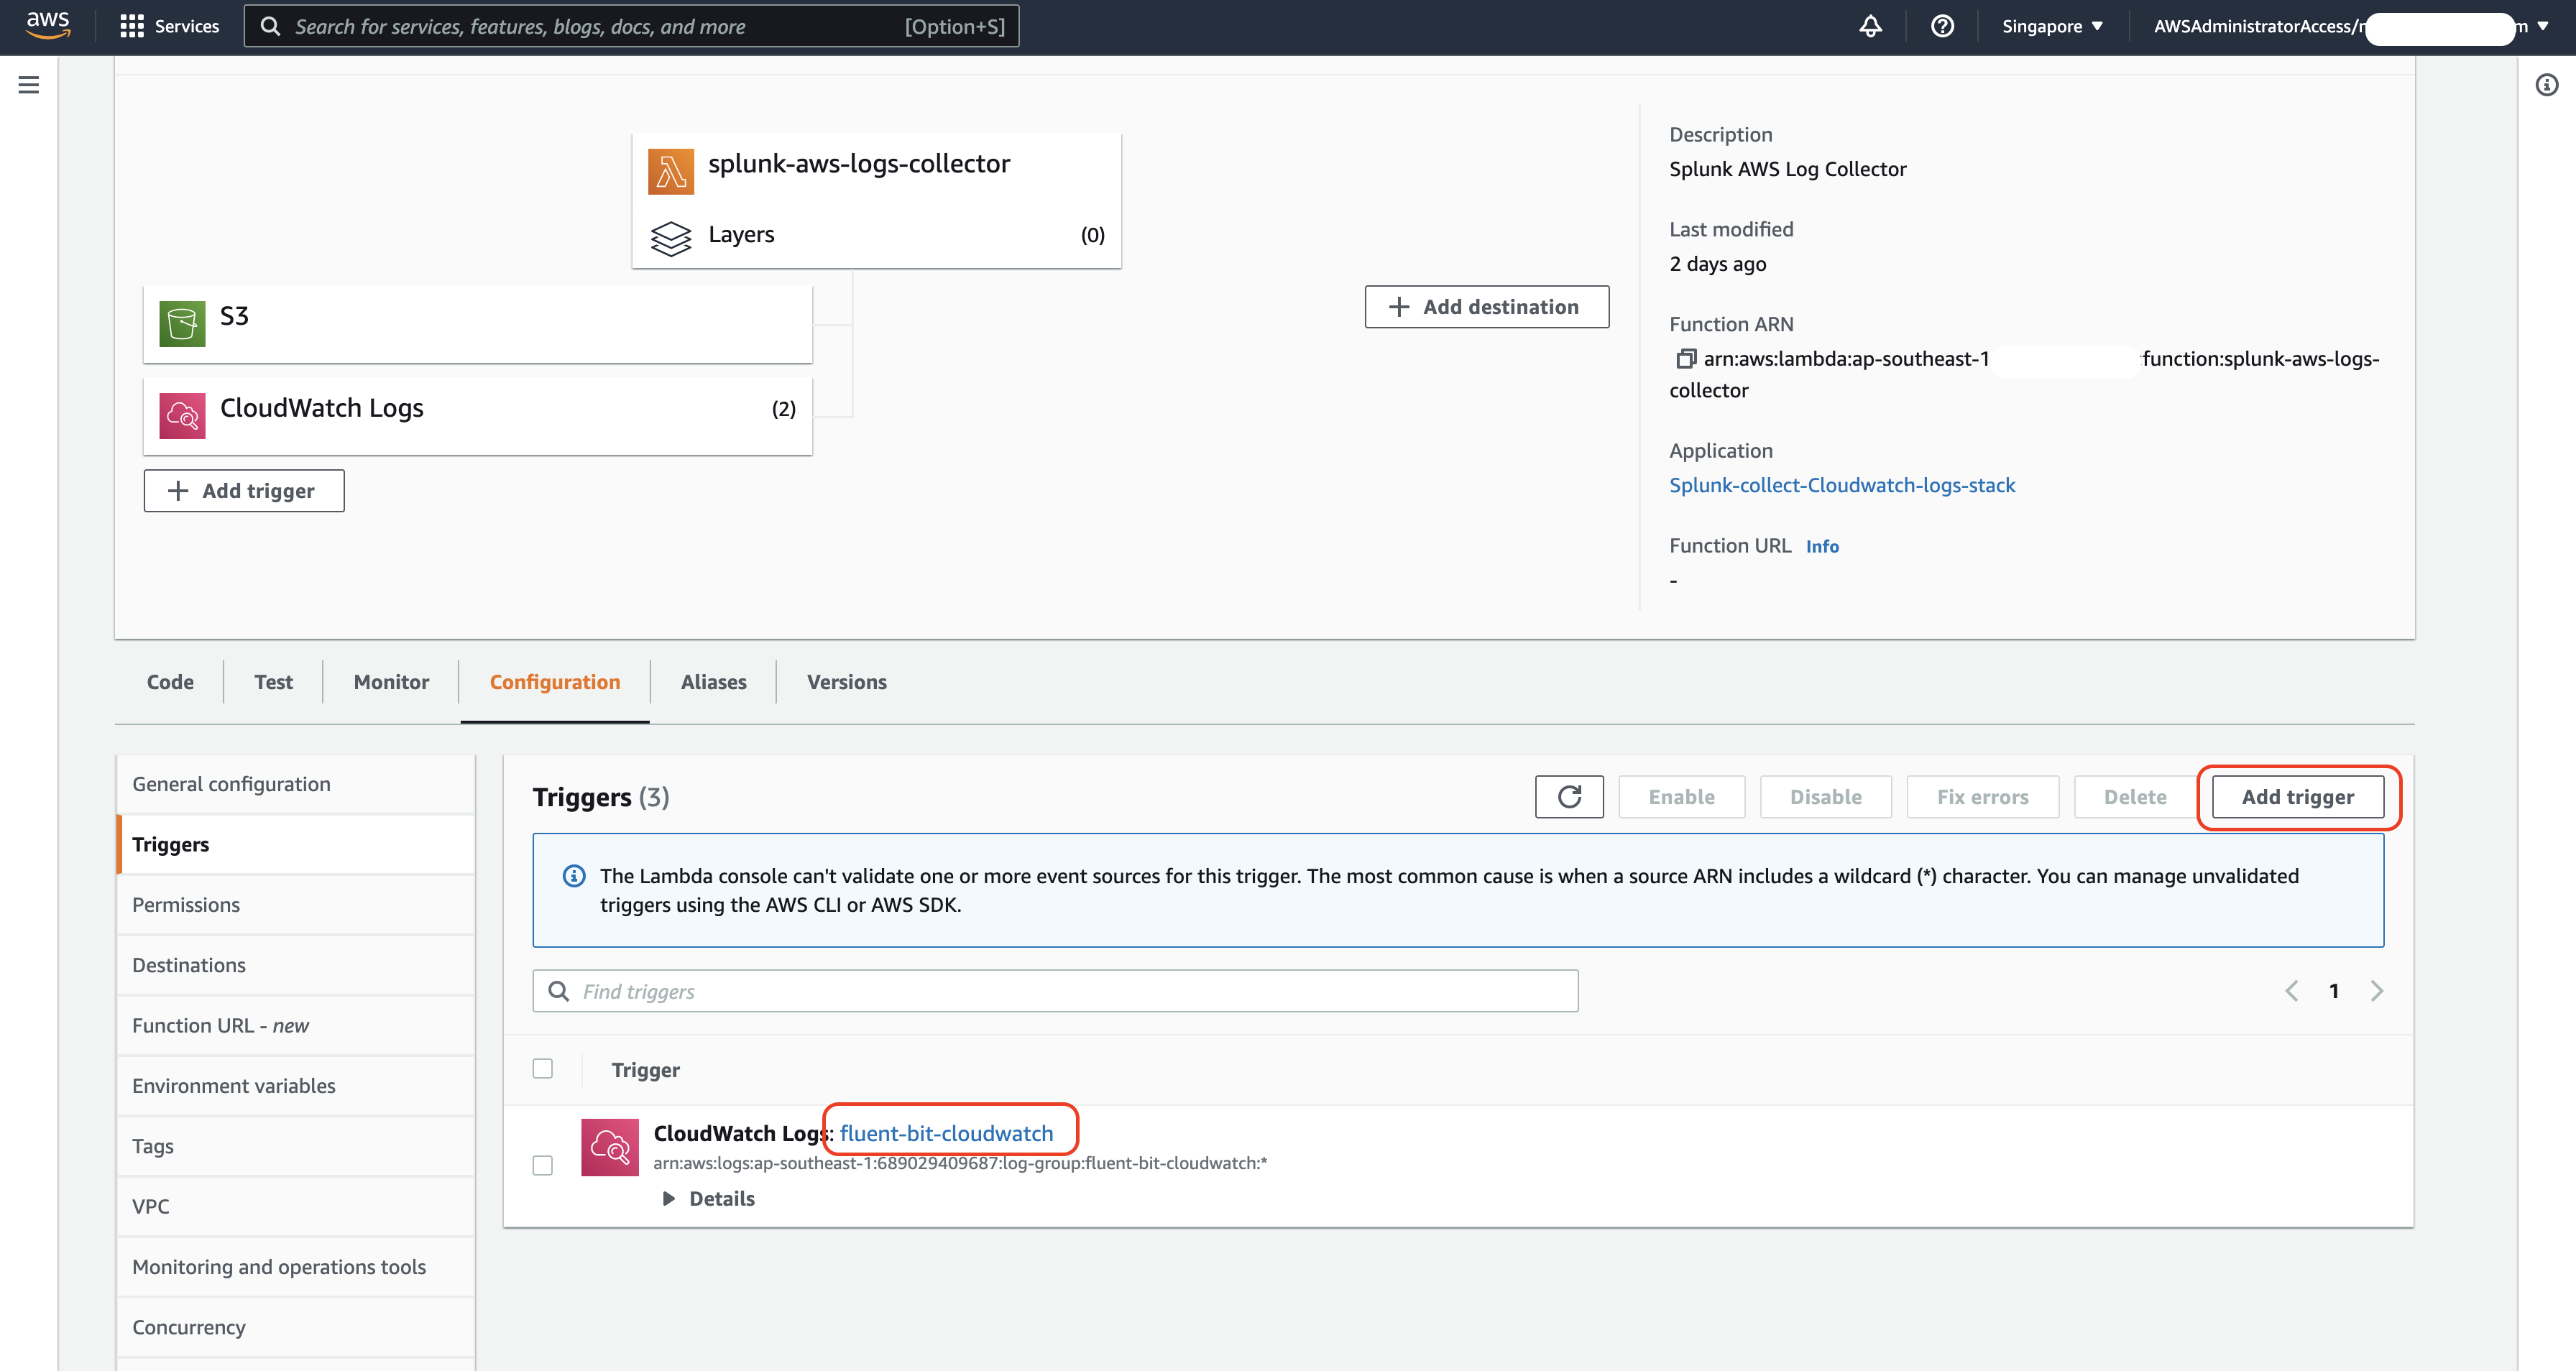 aws
Services
Search for services, features, blogs, docs, and more
[Option+S]
Singapore ▼
AWSAdministratorAccess/
m ▼
splunk-aws-logs-collector
Layers
(0)
S3
CloudWatch Logs
(2)
+ Add trigger
+ Add destination
Description
Splunk AWS Log Collector
Last modified
2 days ago
Function ARN
arn:aws:lambda:ap-southeast-1 :function:splunk-aws-logs-
collector
Application
Splunk-collect-Cloudwatch-logs-stack
Function URL Info
-
Code
Test
Monitor
Configuration
Aliases
Versions
General configuration
Triggers
Permissions
Destinations
Function URL - new
Environment variables
Tags
VPC
Monitoring and operations tools
Concurrency
Triggers (3)
Enable
Disable
Fix errors
Delete
Add trigger
The Lambda console can't validate one or more event sources for this trigger. The most common cause is when a source ARN includes a wildcard (*) character. You can manage unvalidated
triggers using the AWS CLI or AWS SDK.
Find triggers
1
Trigger
CloudWatch Logs: fluent-bit-cloudwatch
arn:aws:logs:ap-southeast-1:689029409687:log-group:fluent-bit-cloudwatch:*
Details